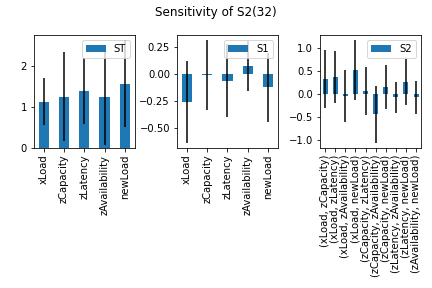 Sensitivity of S2(32)
ST
2
1
0
xLoad
zCapacity
zLatency
zAvailability
newLoad
S1
0.25
0.00
−0.25
−0.50
xLoad
zCapacity
zLatency
zAvailability
newLoad
S2
1.0
0.5
0.0
−0.5
−1.0
(xLoad, zCapacity)
(xLoad, zLatency)
(xLoad, zAvailability)
(xLoad, newLoad)
(zCapacity, zLatency)
(zCapacity, zAvailability)
(zCapacity, newLoad)
(zLatency, zAvailability)
(zLatency, newLoad)
(zAvailability, newLoad)